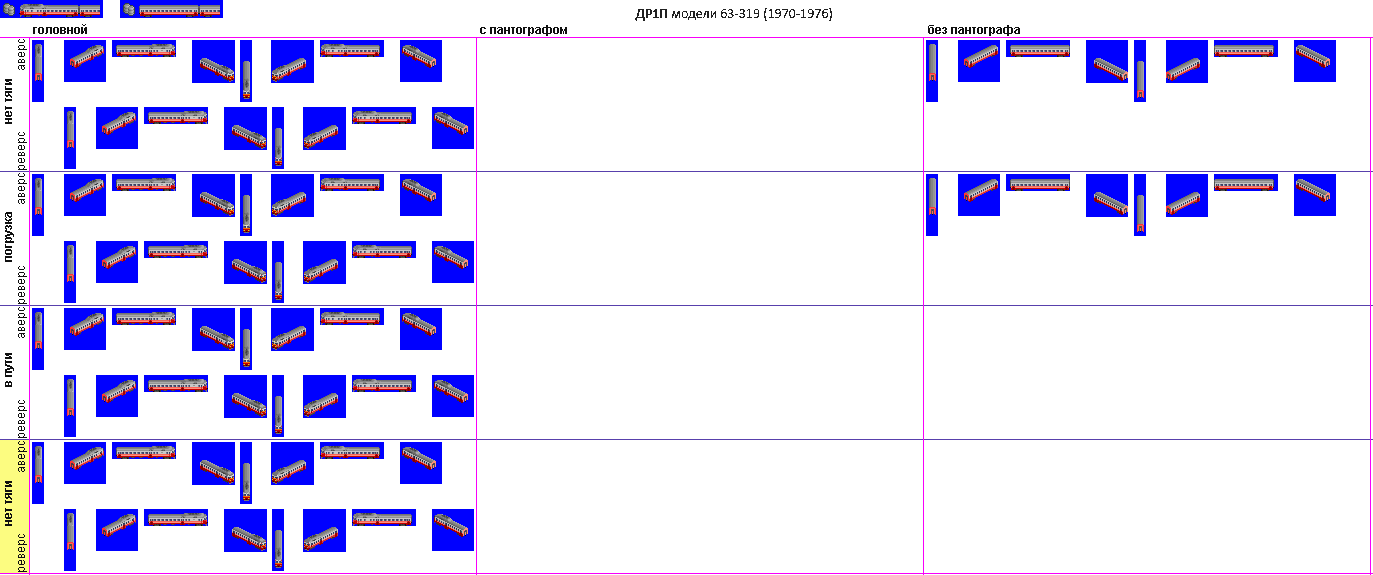 ДР1П модели 63-319 (1970-1976)
головной
с пантографом
без пантографа
нет тяги
аверс
реверс
погрузка
аверс
реверс
в пути
аверс
реверс
нет тяги
аверс
реверс